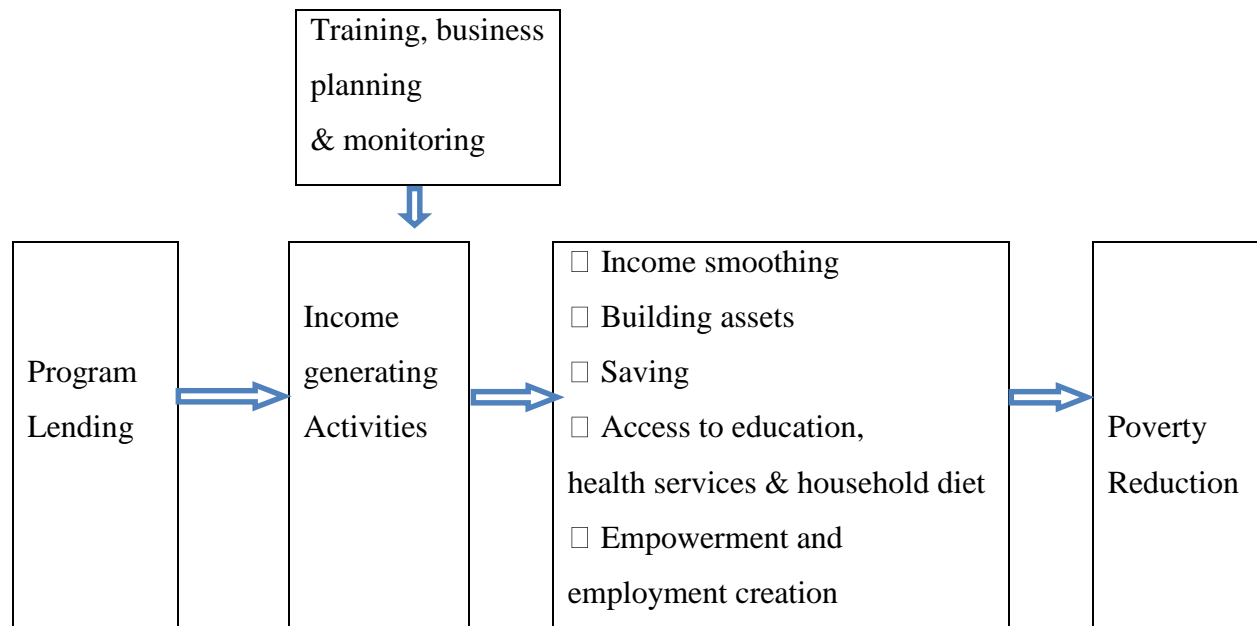 Training, business
planning
& monitoring
Program
Lending
Income
generating
Activities
□ Income smoothing
□ Building assets
□ Saving
□ Access to education,
health services & household diet
□ Empowerment and
employment creation
Poverty
Reduction